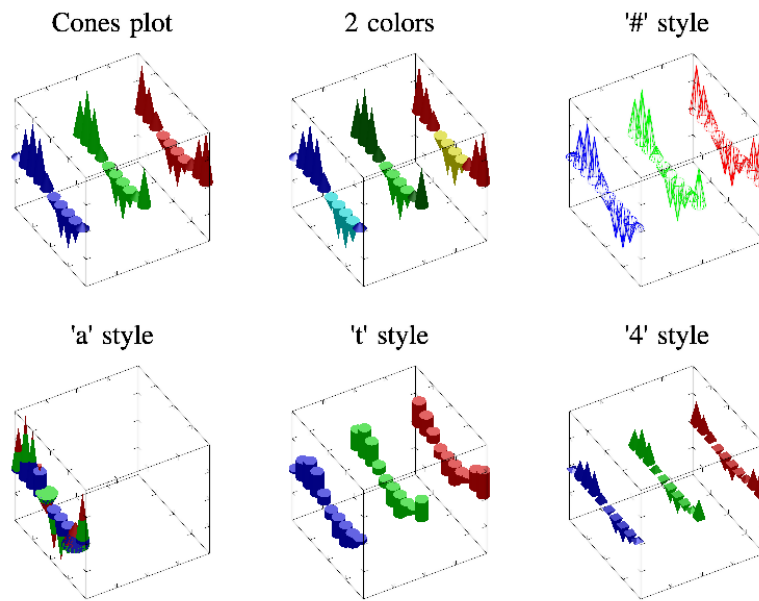 Cones plot
2 colors
'#' style
'a' style
't' style
'4' style